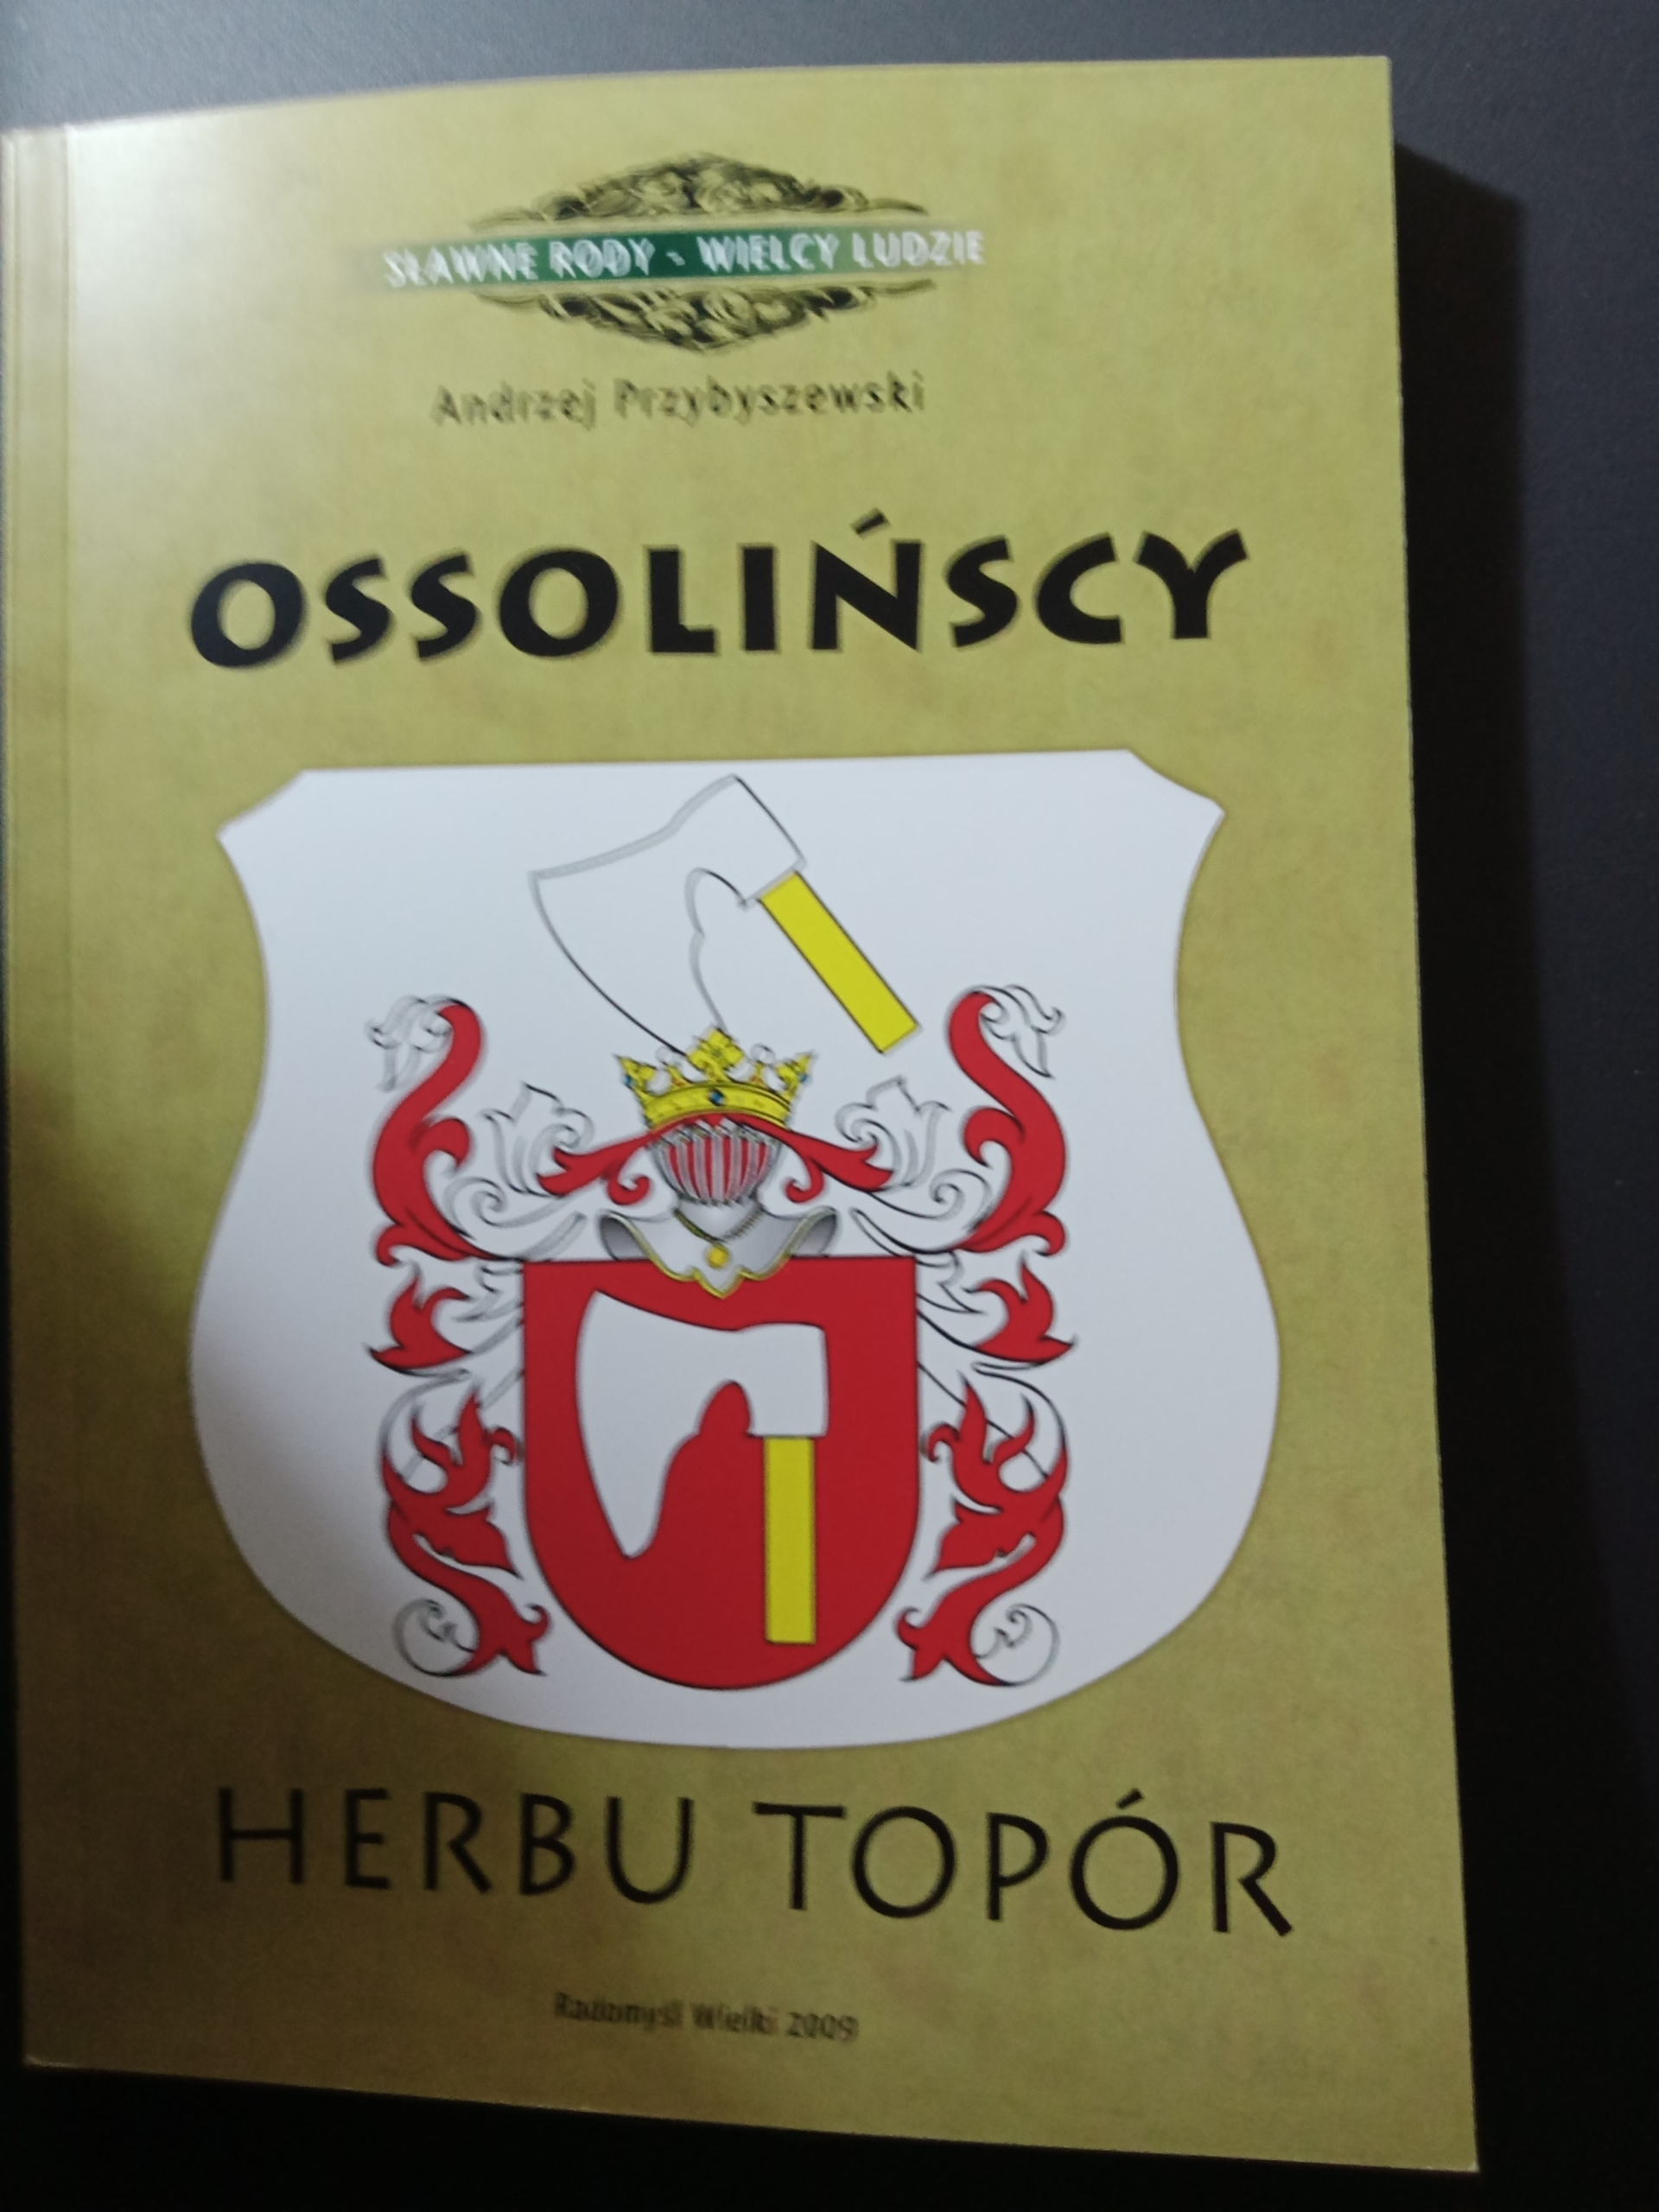 SŁAWNE RODY - WIELCY LUDZIE
Andrzej Przybyszewski
OSSOLIŃSCY
HERBU TOPÓR
Radomyśl Wielki 2009